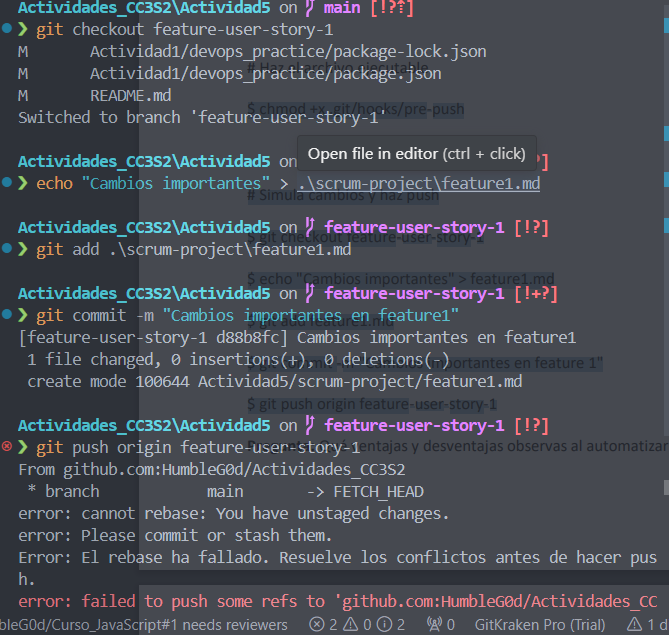 Actividades_CC3S2\Actividad5 on main [!?⇡]
❯ git checkout feature-user-story-1
M Actividad1/devops_practice/package-lock.json
# Haz el archivo ejecutable
M Actividad1/devops_practice/package.json
M README.md
$ chmod +x .git/hooks/pre-push
Switched to branch 'feature-user-story-1'
Open file in editor (ctrl + click)
Actividades_CC3S2\Actividad5 on ?]
❯ echo "Cambios importantes" > .\scrum-project\feature1.md
# Simula cambios y haz push
Actividades_CC3S2\Actividad5 on feature-user-story-1 [!?]
$ git checkout feature-user-story-1
❯ git add .\scrum-project\feature1.md
$ echo "Cambios importantes" > feature1.md
Actividades_CC3S2\Actividad5 on feature-user-story-1 [!+?]
❯ git commit -m "Cambios importantes en feature1"
$ git add feature1.md
[feature-user-story-1 d88b8fc] Cambios importantes en feature1
1 file changed, 0 insertions(+), 0 deletions(-)
$ git commit -m "Cambios importantes en feature 1"
create mode 100644 Actividad5/scrum-project/feature1.md
$ git push origin feature-user-story-1
Actividades_CC3S2\Actividad5 on feature-user-story-1 [!?]
❯ git push origin feature-user-story-1
ventajas y desventajas observas al automatizar
From github.com:HumbleG0d/Actividades_CC3S2
* branch main -> FETCH_HEAD
error: cannot rebase: You have unstaged changes.
error: Please commit or stash them.
Error: El rebase ha fallado. Resuelve los conflictos antes de hacer pus
h.
error: failed to push some refs to 'github.com:HumbleG0d/Actividades_CC
bleG0d/Curso_JavaScript#1 needs reviewers 2 0 2 0 GitKraken Pro (Trial) 1 d